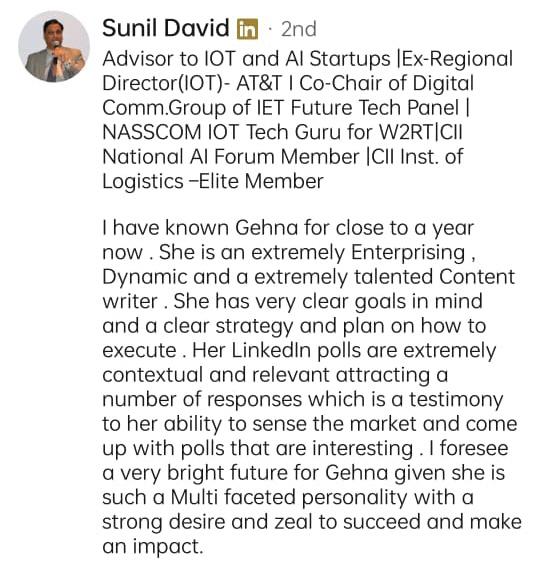 Sunil David in · 2nd
Advisor to IOT and AI Startups |Ex-Regional
Director(IOT)- AT&T I Co-Chair of Digital
Comm.Group of IET Future Tech Panel |
NASSCOM IOT Tech Guru for W2RT|CII
National AI Forum Member |CII Inst. of
Logistics –Elite Member
I have known Gehna for close to a year
now . She is an extremely Enterprising ,
Dynamic and a extremely talented Content
writer . She has very clear goals in mind
and a clear strategy and plan on how to
execute . Her LinkedIn polls are extremely
contextual and relevant attracting a
number of responses which is a testimony
to her ability to sense the market and come
up with polls that are interesting . I foresee
a very bright future for Gehna given she is
such a Multi faceted personality with a
strong desire and zeal to succeed and make
an impact.